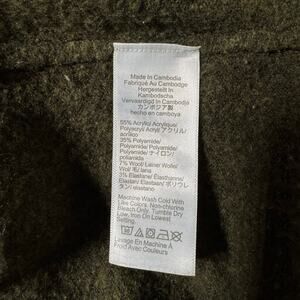 Made In Cambodia
Fabriqué Au Cambodge
Hergestellt In
Kambodscha
Vervaardigd In Cambodja
カンボジア製
hecho en camboya
55% Acrylic/ Acrylique/
Polyacryl/ Acryl/ アクリル/
acrílico
35% Polyamide/
Polyamide/ Polyamid/
Polyamide/ ナイロン/
poliamida
7% Wool/ Laine/ Wolle/
Wol/ 毛/ lana
3% Elastane/ Élasthanne/
Elastan/ Elastaan/ ポリウレ
タン/ elastano
Machine Wash Cold With
Like Colors, Non-chlorine
Bleach Only, Tumble Dry
Low, Iron On Lowest
Setting.
Lavage En Machine À
Froid Avec Couleurs